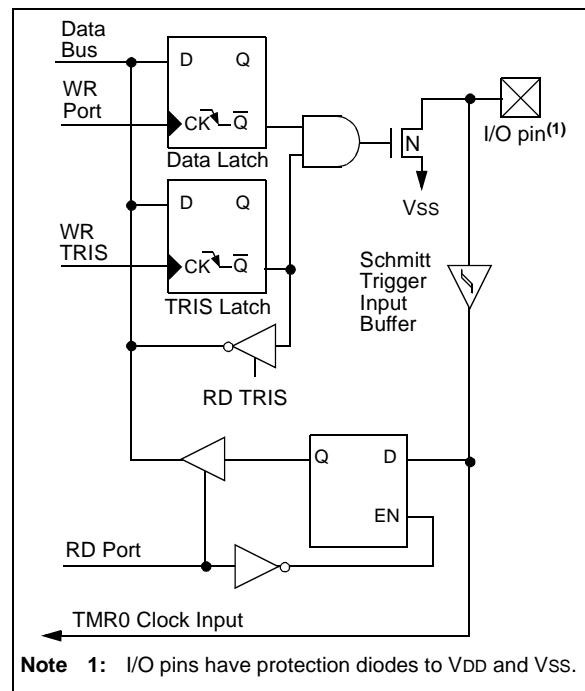 Data
Bus
D Q
WR
Port
CK Q
Data Latch
I/O pin(1)
N
VSS
D Q
WR
TRIS
CK Q
TRIS Latch
Schmitt
Trigger
Input
Buffer
RD TRIS
Q D
EN
RD Port
TMR0 Clock Input
Note 1: I/O pins have protection diodes to VDD and VSS.